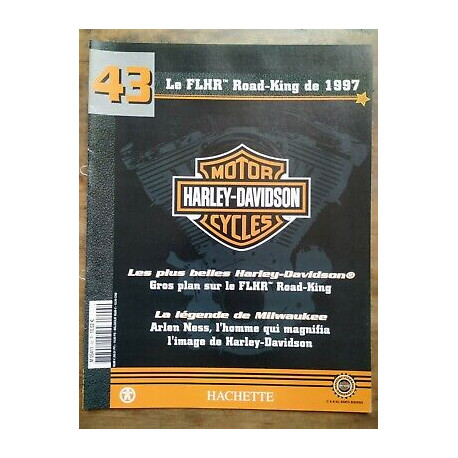 43
Le FLHR™ Road-King de 1997
MOTOR
HARLEY-DAVIDSON
CYCLES
Les plus belles Harley-Davidson®
Gros plan sur le FLHR™ Road-King
La légende de Milwaukee
Arlen Ness, l'homme qui magnifia
l'image de Harley-Davidson
HACHETTE